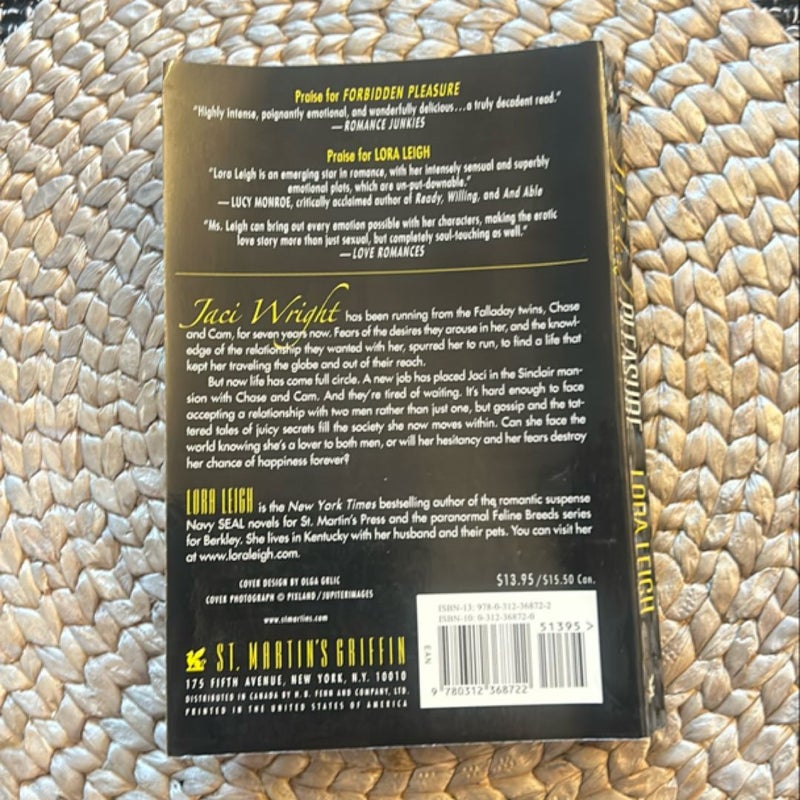 Praise for FORBIDDEN PLEASURE
"Highly intense, poignantly emotional, and wonderfully delicious...a truly decadent read."
—ROMANCE JUNKIES
Praise for LORA LEIGH
"Lora Leigh is an emerging star in romance, with her intensely sensual and superbly
emotional plots, which are un-put-downable."
—LUCY MONROE, critically acclaimed author of Ready, Willing, and And Able
"Ms. Leigh can bring out every emotion possible with her characters, making the erotic
love story more than just sexual, but completely soul-touching as well."
—LOVE ROMANCES
Jaci Wright has been running from the Falladay twins, Chase
and Cam, for seven years now. Fears of the desires they arouse in her, and the knowl-
edge of the relationship they wanted with her, spurred her to run, to find a life that
kept her traveling the globe and out of their reach.
But now life has come full circle. A new job has placed Jaci in the Sinclair man-
sion with Chase and Cam. And they're tired of waiting. It's hard enough to face
accepting a relationship with two men rather than just one, but gossip and the tat-
tered tales of juicy secrets fill the society she now moves within. Can she face the
world knowing she's a lover to both men, or will her hesitancy and her fears destroy
her chance of happiness forever?
LORA LEIGH is the New York Times bestselling author of the romantic suspense
Navy SEAL novels for St. Martin's Press and the paranormal Feline Breeds series
for Berkley. She lives in Kentucky with her husband and their pets. You can visit her
at www.loraleigh.com.
COVER DESIGN BY OLGA GRLIC
COVER PHOTOGRAPH © PIXLAND/JUPITERIMAGES
$13.95/$15.50 Can.
www.stmartins.com
ST. MARTIN'S GRIFFIN
175 FIFTH AVENUE, NEW YORK, N.Y. 10010
DISTRIBUTED IN CANADA BY H. B. FENN AND COMPANY, LTD.
PRINTED IN THE UNITED STATES OF AMERICA
ISBN-13: 978-0-312-36872-2
ISBN-10: 0-312-36872-0
51395 >
EAN
9 780312 368722
PLEASURE
LORA LEIGH